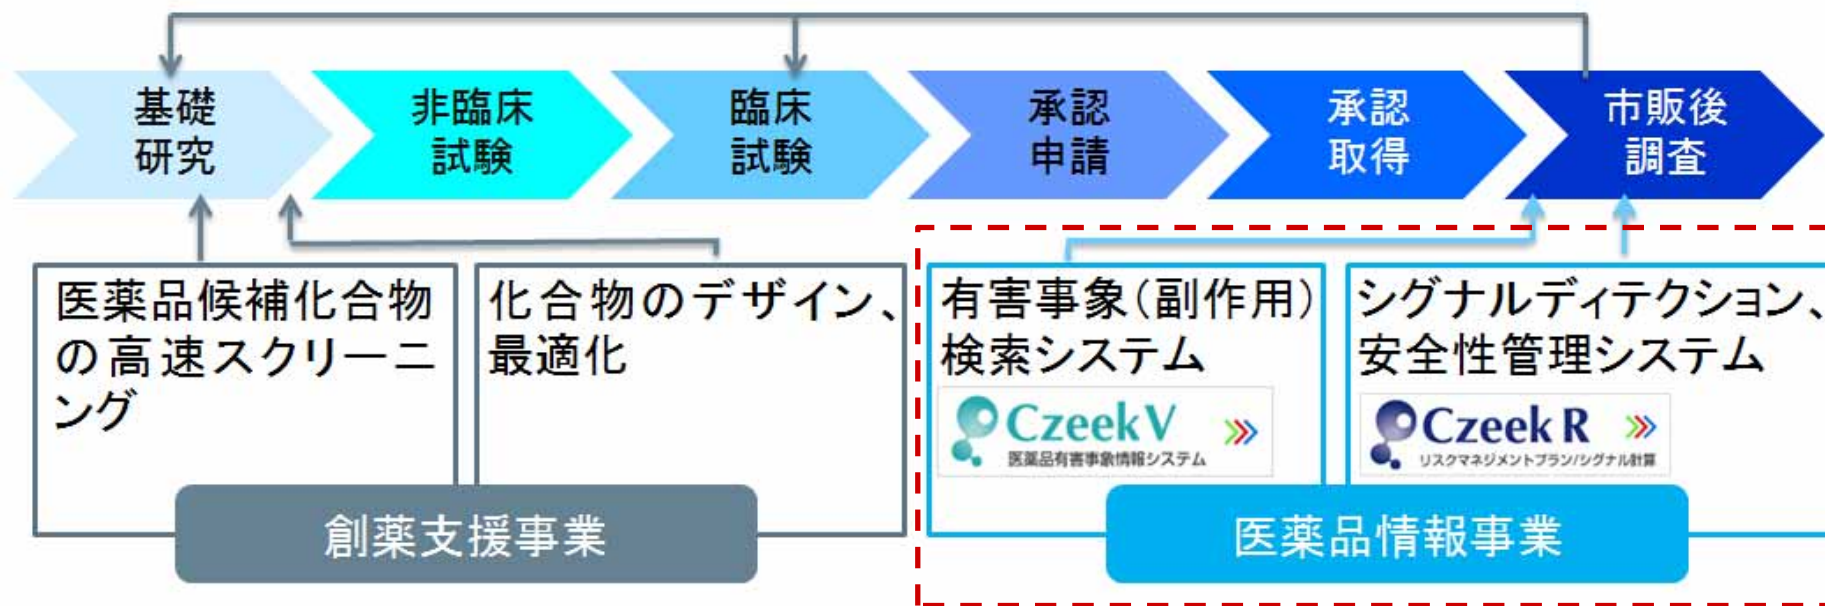 基礎
研究
非臨床
試験
臨床
試験
承認
申請
承認
取得
市販後
調査
医薬品候補化合物
の高速スクリーニ
ング
化合物のデザイン、
最適化
有害事象(副作用)
検索システム
CzeekV
医薬品有害事象情報システム
シグナルディテクション、
安全性管理システム
Czeek R
リスクマネジメントプラン/シグナル計算
創薬支援事業
医薬品情報事業